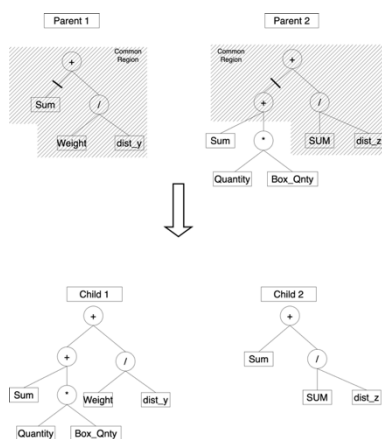 Parent 1
Parent 2
Common
Region
Common
Region
+
+
Sum
/
+
/
Weight
dist_y
Sum
*
SUM
dist_z
Quantity
Box_Qnty
Child 1
Child 2
+
+
+
/
Sum
/
Sum
*
Weight
dist_y
SUM
dist_z
Quantity
Box_Qnty